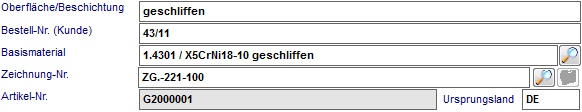 Oberfläche/Beschichtung geschliffen
Bestell-Nr. (Kunde) 43/11
Basismaterial 1.4301 / X5CrNi18-10 geschliffen
Zeichnung-Nr. ZG.-221-100
Artikel-Nr. G2000001 Ursprungsland DE